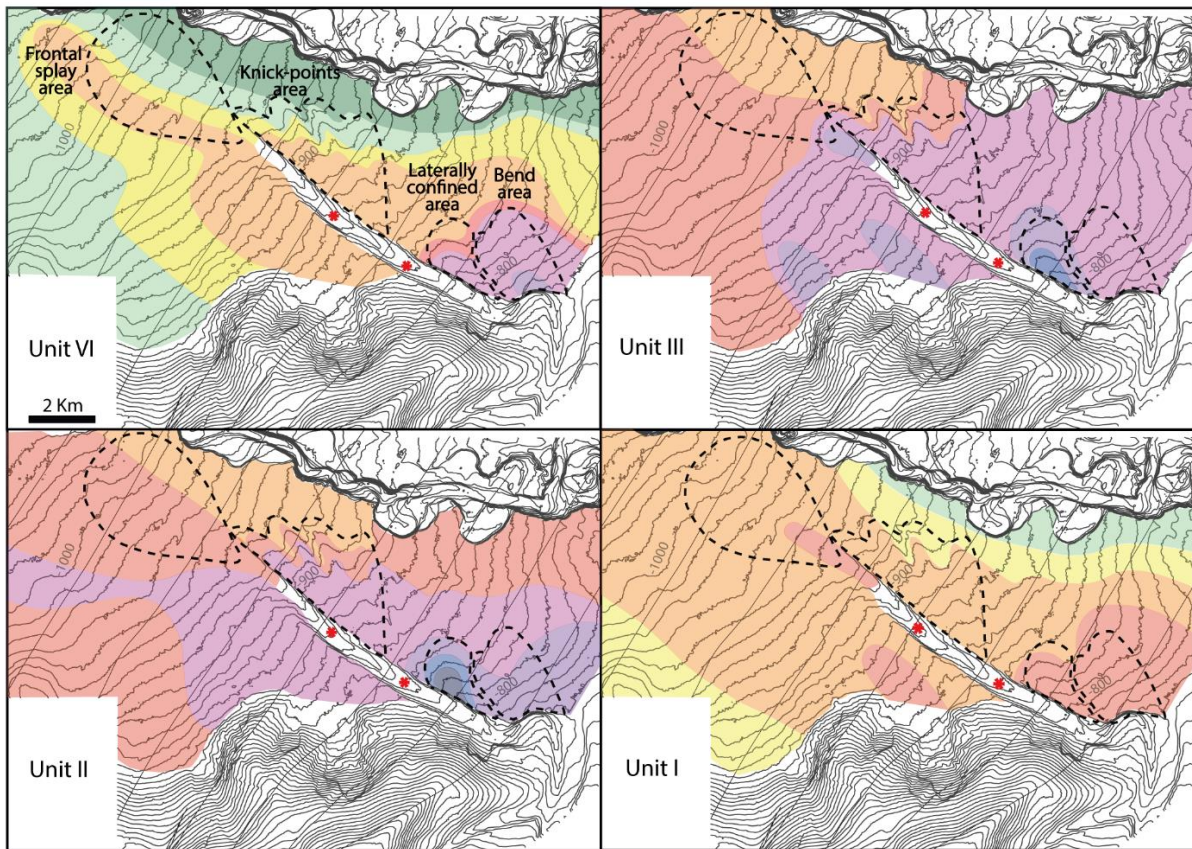 Frontal
splay
area
Knick-points
area
Laterally
confined
area
Bend
area
-1000
-900
-800
Unit VI
2 Km
-1000
-900
-800
Unit III
-1000
-900
-800
Unit II
-1000
-900
-800
Unit I